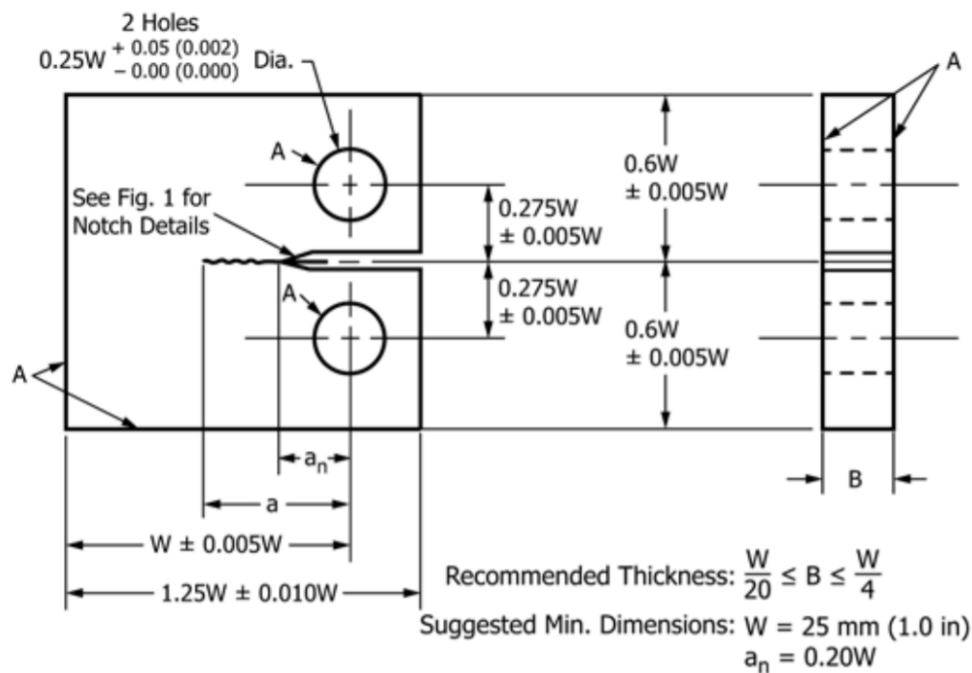 2 Holes
0.25W + 0.05 (0.002) Dia.
− 0.00 (0.000)
A
A
0.6W
± 0.005W
See Fig. 1 for
Notch Details
0.275W
± 0.005W
A
0.275W
± 0.005W
0.6W
± 0.005W
A
aₙ
B
a
W ± 0.005W
1.25W ± 0.010W
Recommended Thickness: W/20 ≤ B ≤ W/4
Suggested Min. Dimensions: W = 25 mm (1.0 in)
aₙ = 0.20W